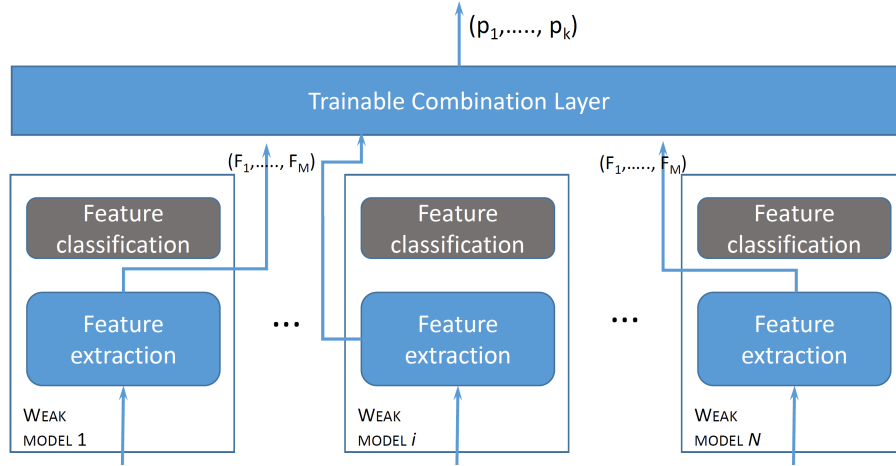 (p1,....., pk)
Trainable Combination Layer
(F1,....., FM)
(F1,....., FM)
Feature
classification
Feature
classification
Feature
classification
Feature
extraction
...
Feature
extraction
...
Feature
extraction
WEAK
MODEL 1
WEAK
MODEL i
WEAK
MODEL N